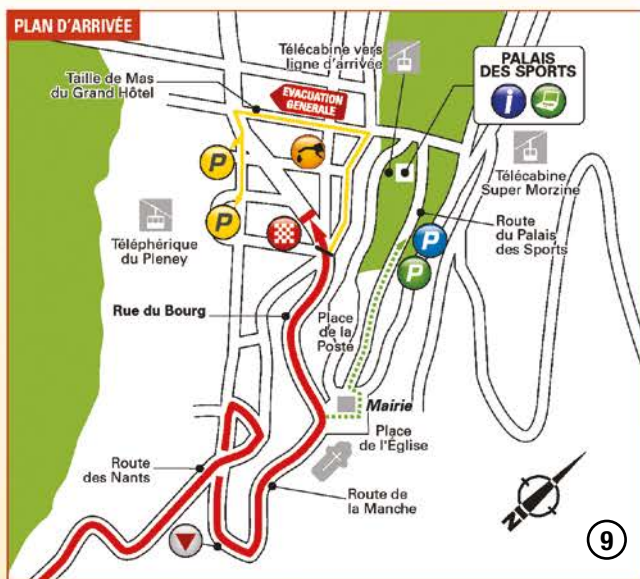 PLAN D'ARRIVÉE
Télécabine vers
ligne d'arrivée
PALAIS
DES SPORTS
i
Taille de Mas
du Grand Hôtel
EVACUATION
GENERALE
P
P
Télécabine
Super Morzine
Téléphérique
du Pleney
Route
du Palais
des Sports
P
P
Rue du Bourg
Place
de la
Poste
Mairie
Place
de l'Église
Route
des Nants
Route de
la Manche
N
9